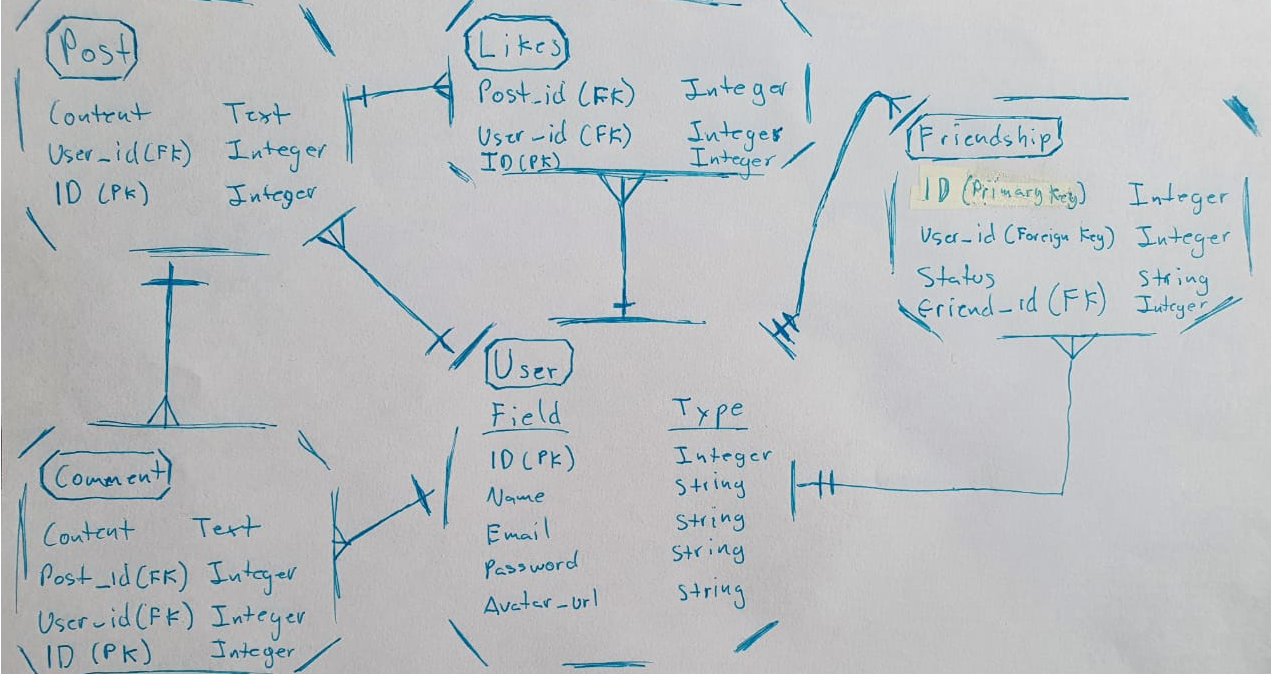 Post
Content Text
User_id(FK) Integer
ID (PK) Integer
Likes
Post_id (FK) Integer
User_id (FK) Integer
ID(PK) Integer
Friendship
ID (Primary Key) Integer
User_id (Foreign Key) Integer
Status String
Friend_id (FK) Integer
User
Field Type
ID (PK) Integer
Name String
Email String
Password String
Avatar_url String
Comment
Content Text
Post_id(FK) Integer
User_id(FK) Integer
ID (PK) Integer